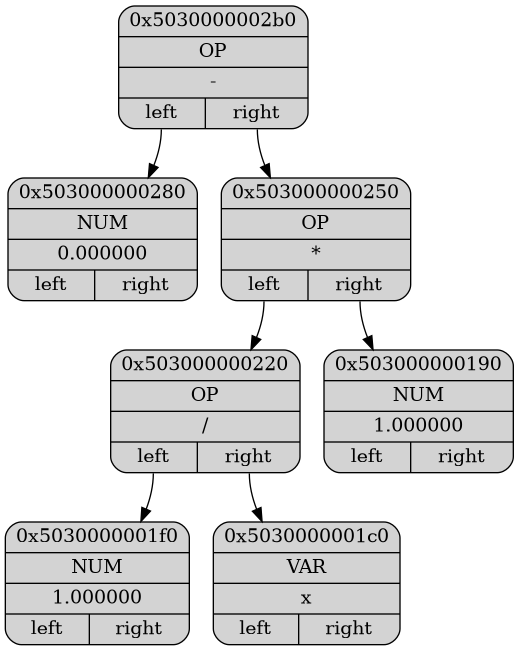 0x5030000002b0
OP
-
left right
0x503000000280
NUM
0.000000
left right
0x503000000250
OP
*
left right
0x503000000220
OP
/
left right
0x503000000190
NUM
1.000000
left right
0x5030000001f0
NUM
1.000000
left right
0x5030000001c0
VAR
x
left right